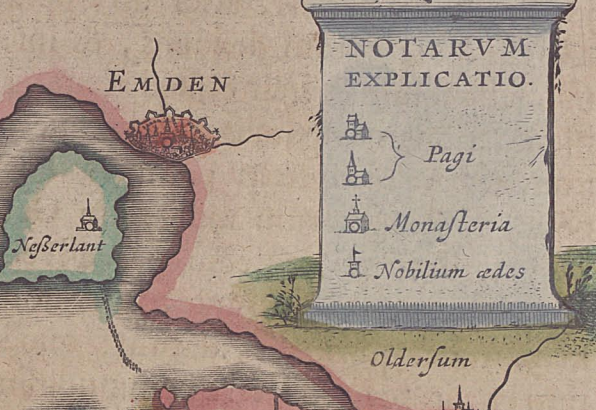 NOTARVM
EXPLICATIO.
EMDEN
Pagi
Neßerlant
Monaſteria
Nobilium ædes
Olderſum